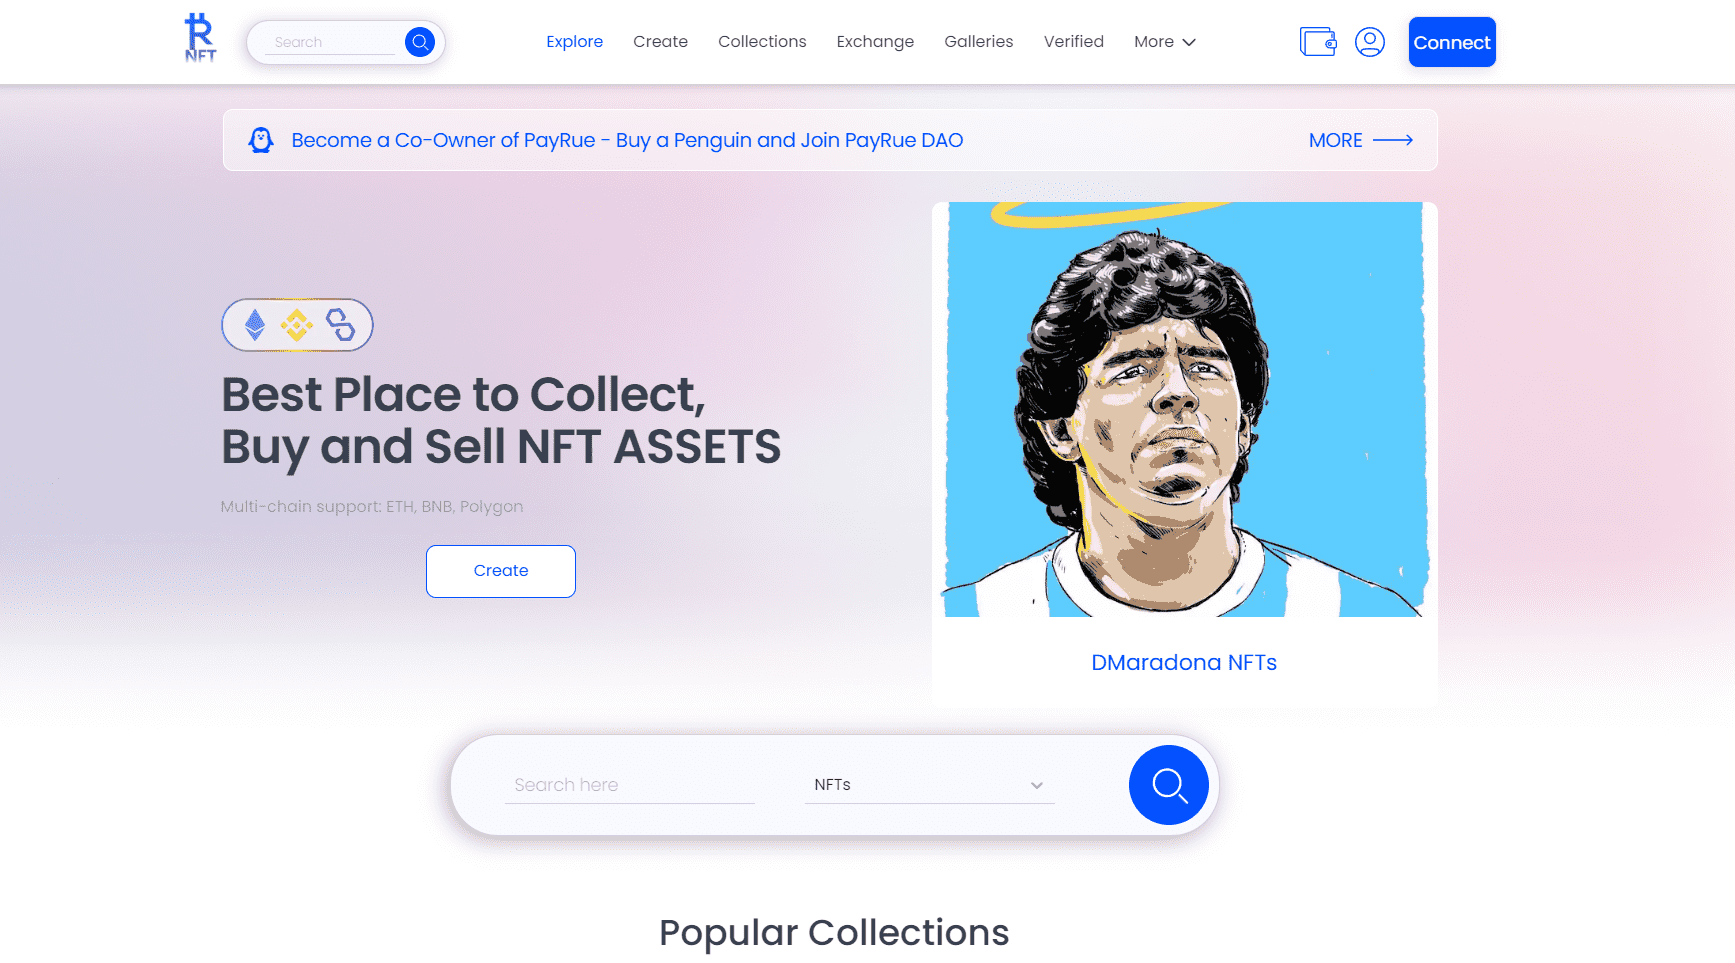 NFT
Search
Explore
Create
Collections
Exchange
Galleries
Verified
More
Connect
Become a Co-Owner of PayRue - Buy a Penguin and Join PayRue DAO
MORE
Best Place to Collect,
Buy and Sell NFT ASSETS
Multi-chain support: ETH, BNB, Polygon
Create
DMaradona NFTs
Search here
NFTs
Popular Collections